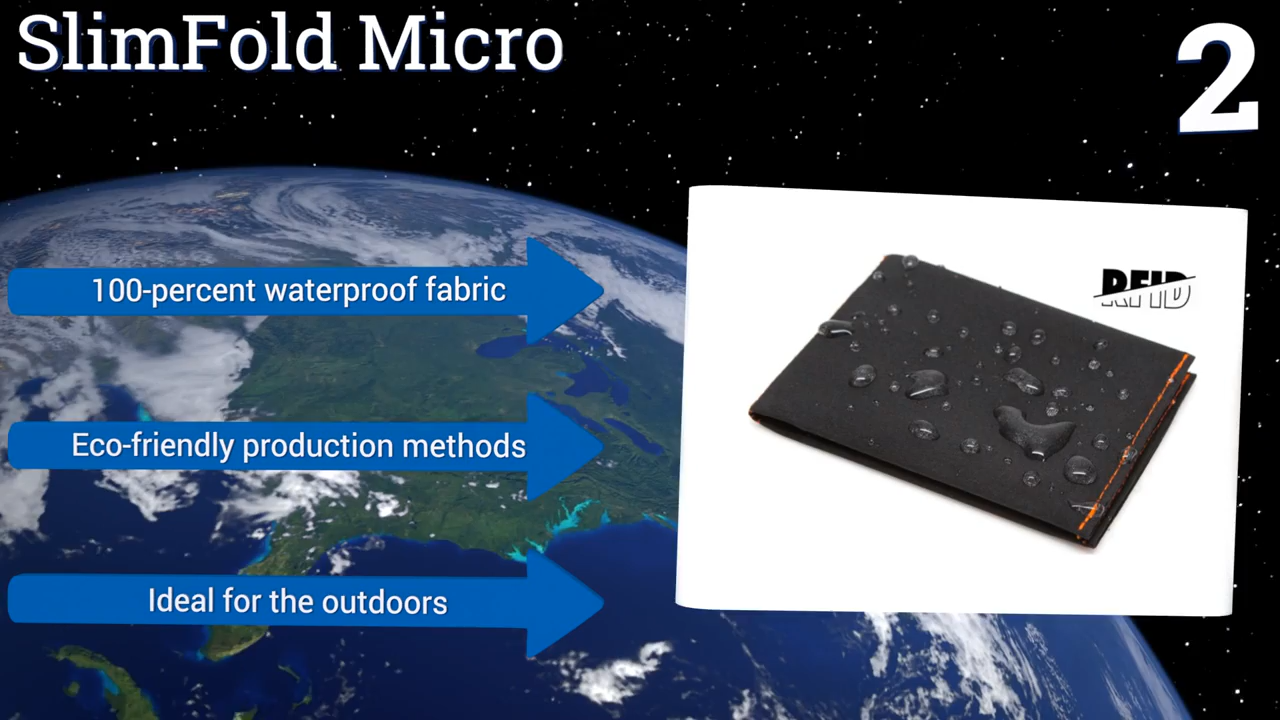 SlimFold Micro
2
100-percent waterproof fabric
RFID
Eco-friendly production methods
Ideal for the outdoors